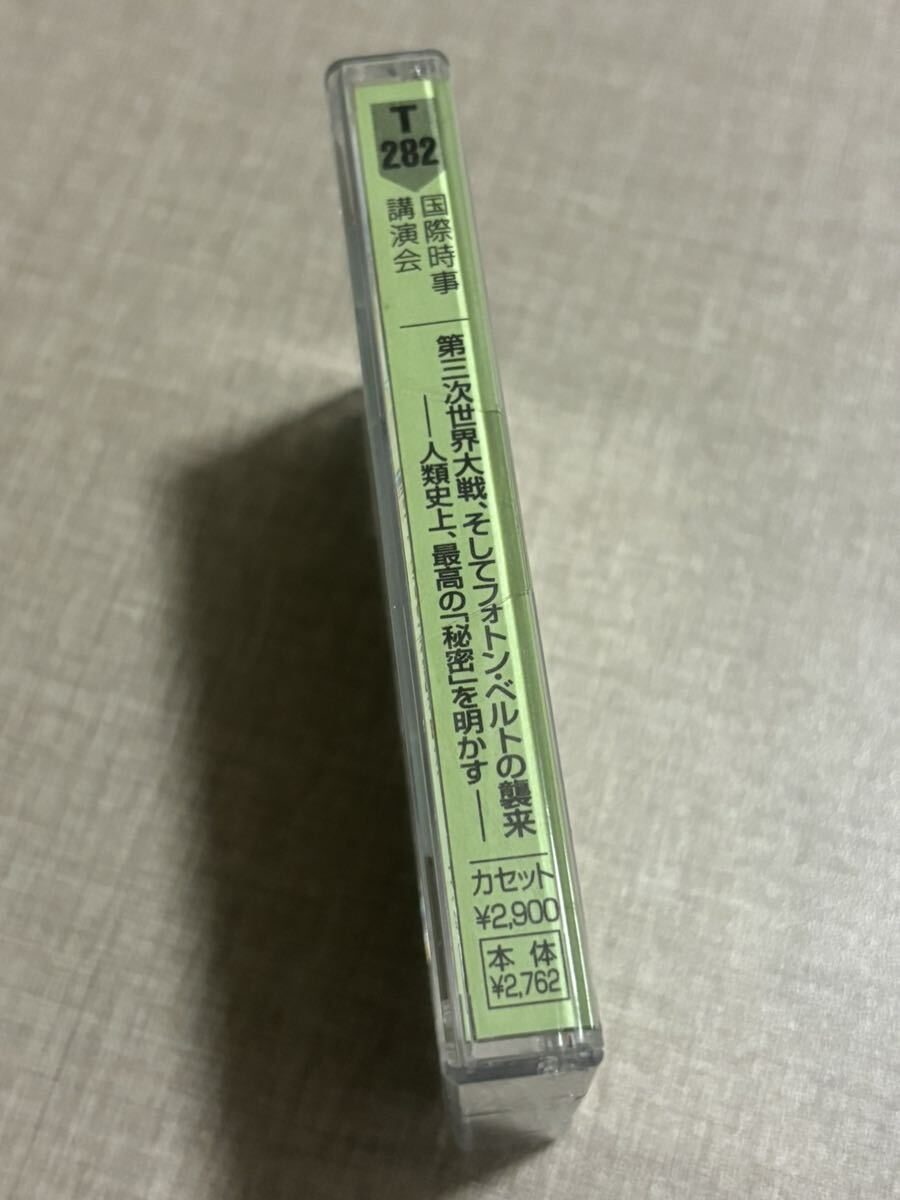 T
282
国際時事
講演会
第三次世界大戦、そしてフォトン・ベルトの襲来
――人類史上、最高の「秘密」を明かす――
カセット
¥2,900
本体
¥2,762